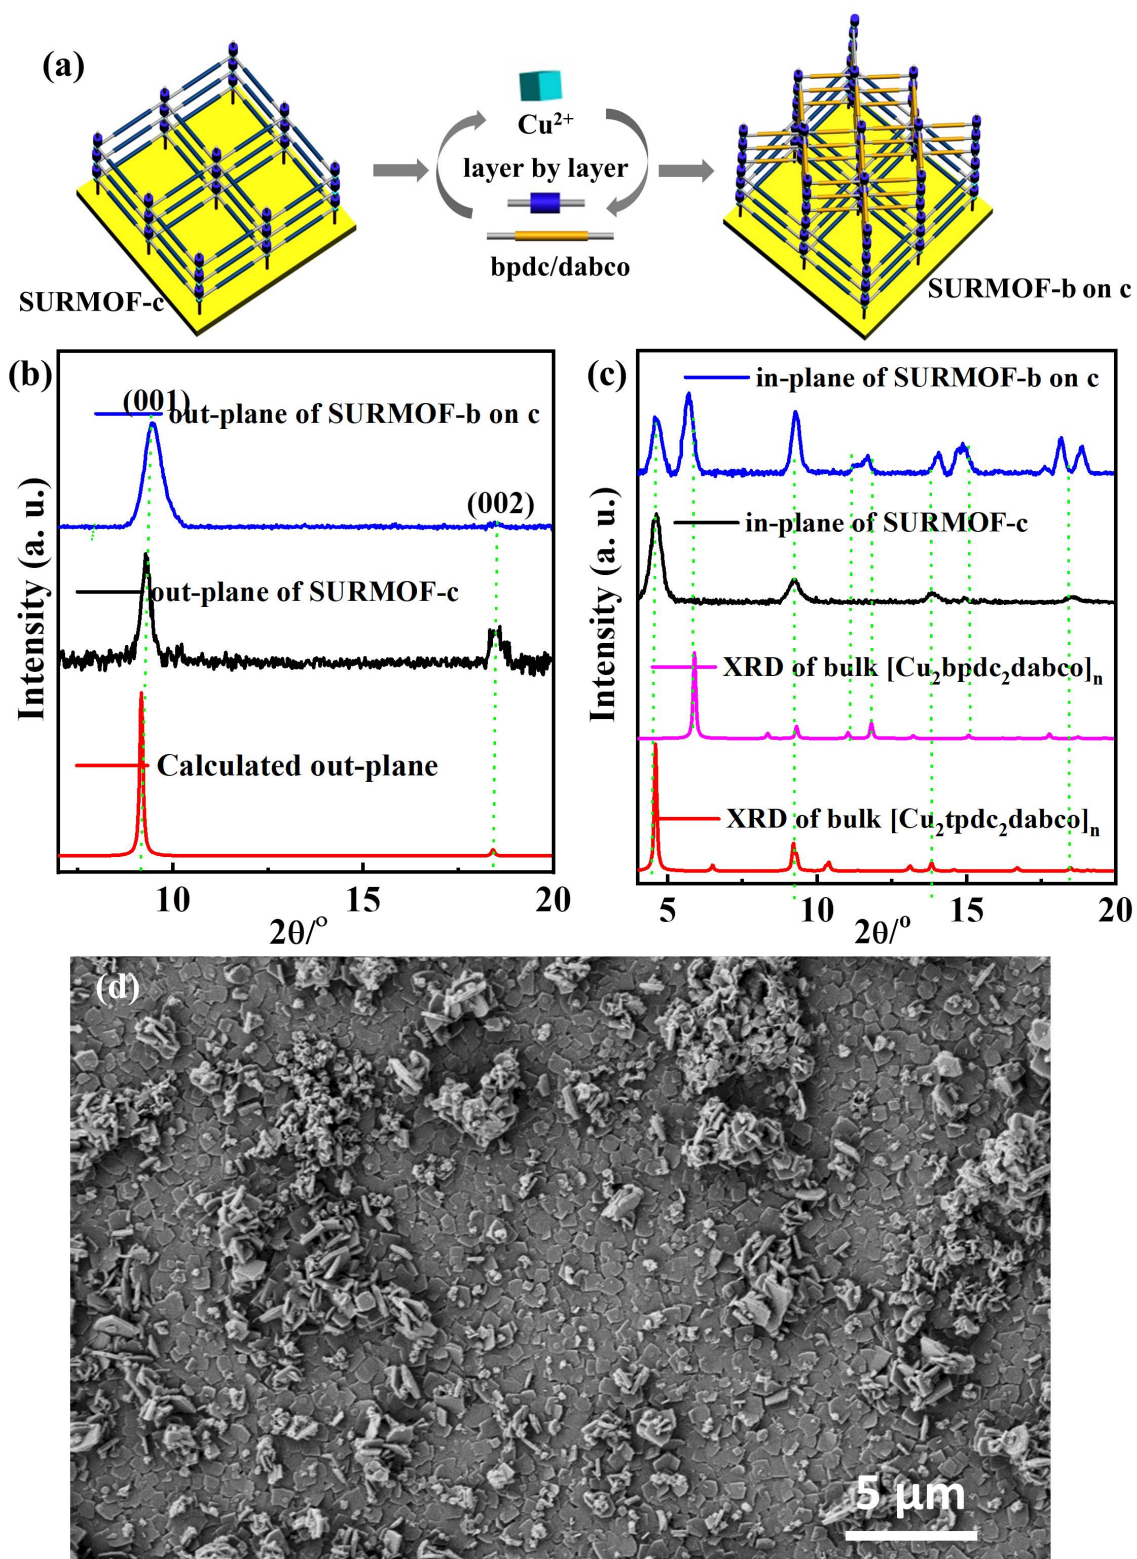 (a)
Cu²⁺
layer by layer
bpdc/dabco
SURMOF-c
SURMOF-b on c
(b)
(001)
out-plane of SURMOF-b on c
(002)
out-plane of SURMOF-c
Calculated out-plane
Intensity (a. u.)
10
15
20
2θ/°
(c)
in-plane of SURMOF-b on c
in-plane of SURMOF-c
XRD of bulk [Cu₂bpdc₂dabco]ₙ
XRD of bulk [Cu₂tpdc₂dabco]ₙ
Intensity (a. u.)
5
10
15
20
2θ/°
(d)
5 µm